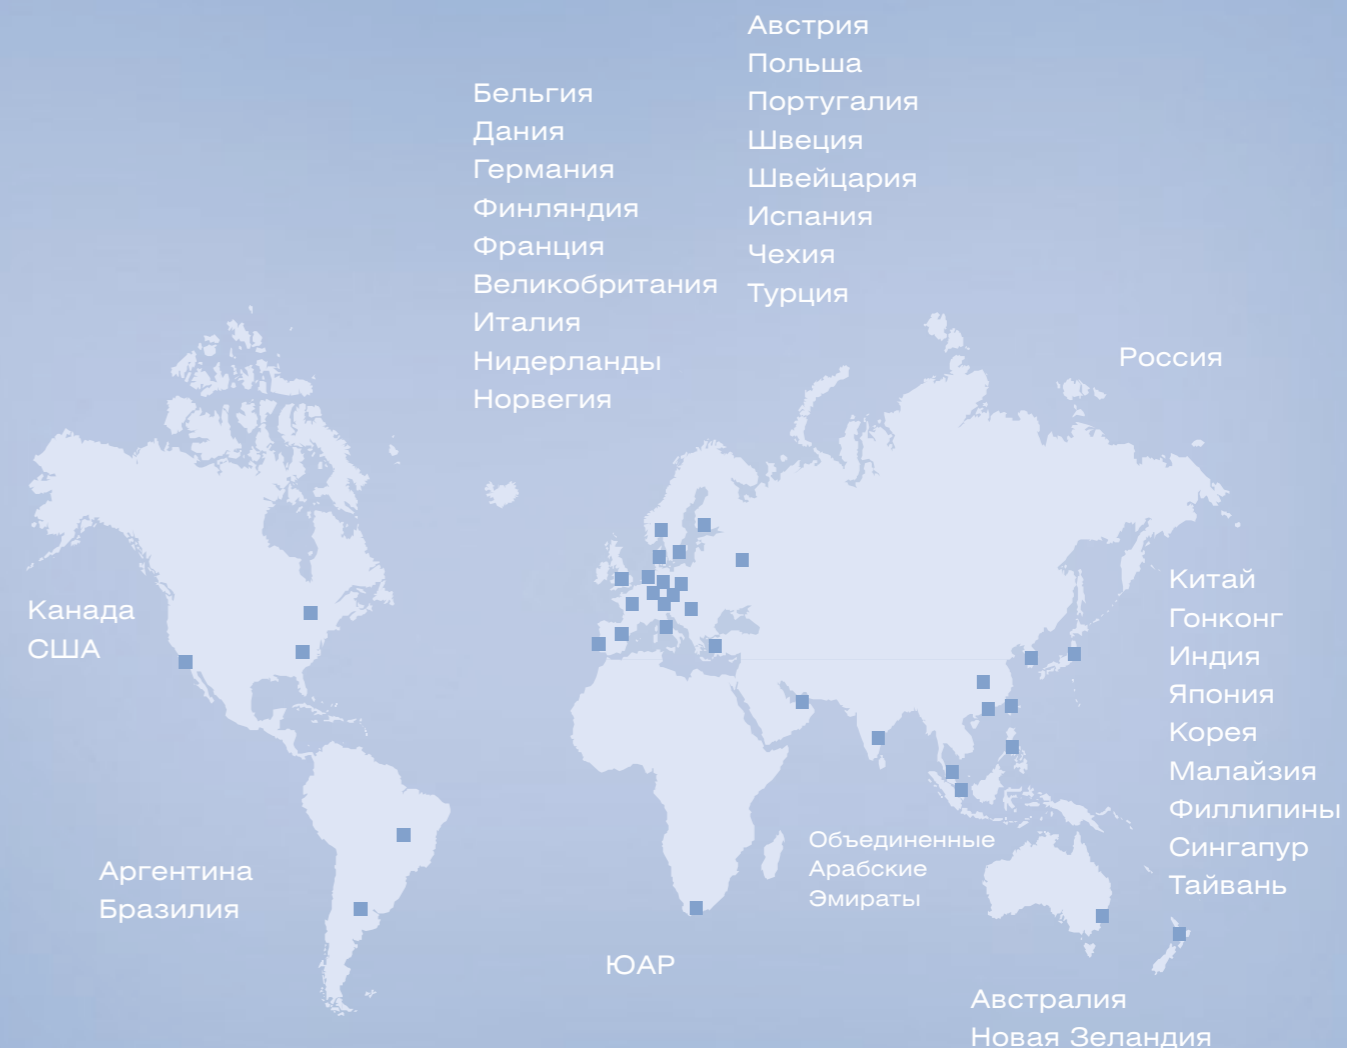 Австрия
Польша
Португалия
Швеция
Швейцария
Испания
Чехия
Турция
Бельгия
Дания
Германия
Финляндия
Франция
Великобритания
Италия
Нидерланды
Норвегия
Россия
Канада
США
Китай
Гонконг
Индия
Япония
Корея
Малайзия
Филлипины
Сингапур
Тайвань
Объединенные
Арабские
Эмираты
Аргентина
Бразилия
ЮАР
Австралия
Новая Зеландия